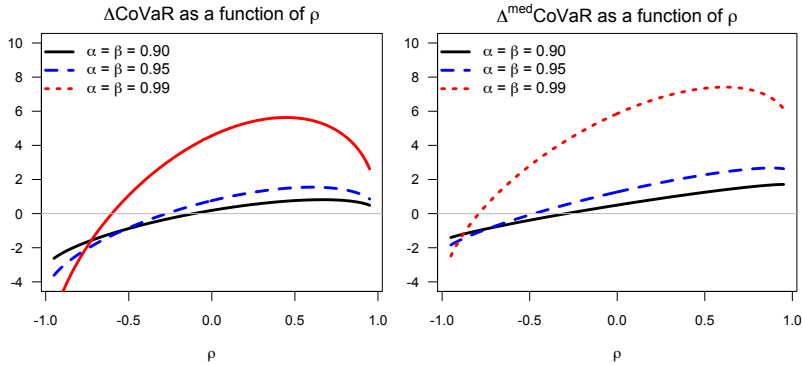 ΔCoVaR as a function of ρ
10
8
6
4
2
0
-2
-4
α = β = 0.90
α = β = 0.95
α = β = 0.99
-1.0 -0.5 0.0 0.5 1.0
ρ
Δ^med CoVaR as a function of ρ
10
8
6
4
2
0
-2
-4
α = β = 0.90
α = β = 0.95
α = β = 0.99
-1.0 -0.5 0.0 0.5 1.0
ρ